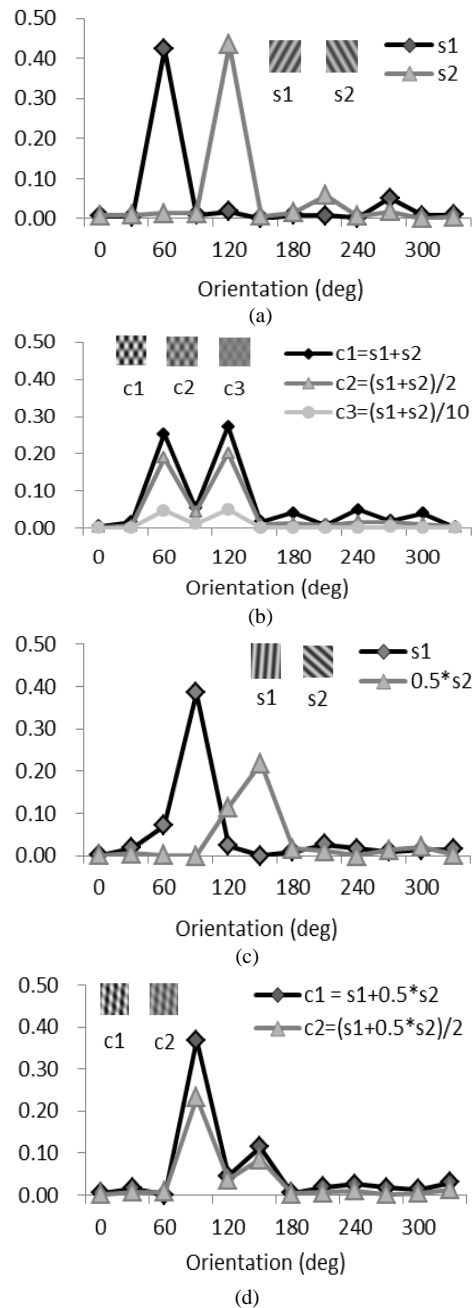 0.50
0.40
0.30
0.20
0.10
0.00
s1
s2
s1 s2
0 60 120 180 240 300
Orientation (deg)
(a)
0.50
0.40
0.30
0.20
0.10
0.00
c1 c2 c3
c1=s1+s2
c2=(s1+s2)/2
c3=(s1+s2)/10
0 60 120 180 240 300
Orientation (deg)
(b)
0.50
0.40
0.30
0.20
0.10
0.00
s1 s2
s1
0.5*s2
0 60 120 180 240 300
Orientation (deg)
(c)
0.50
0.40
0.30
0.20
0.10
0.00
c1 c2
c1 = s1+0.5*s2
c2=(s1+0.5*s2)/2
0 60 120 180 240 300
Orientation (deg)
(d)